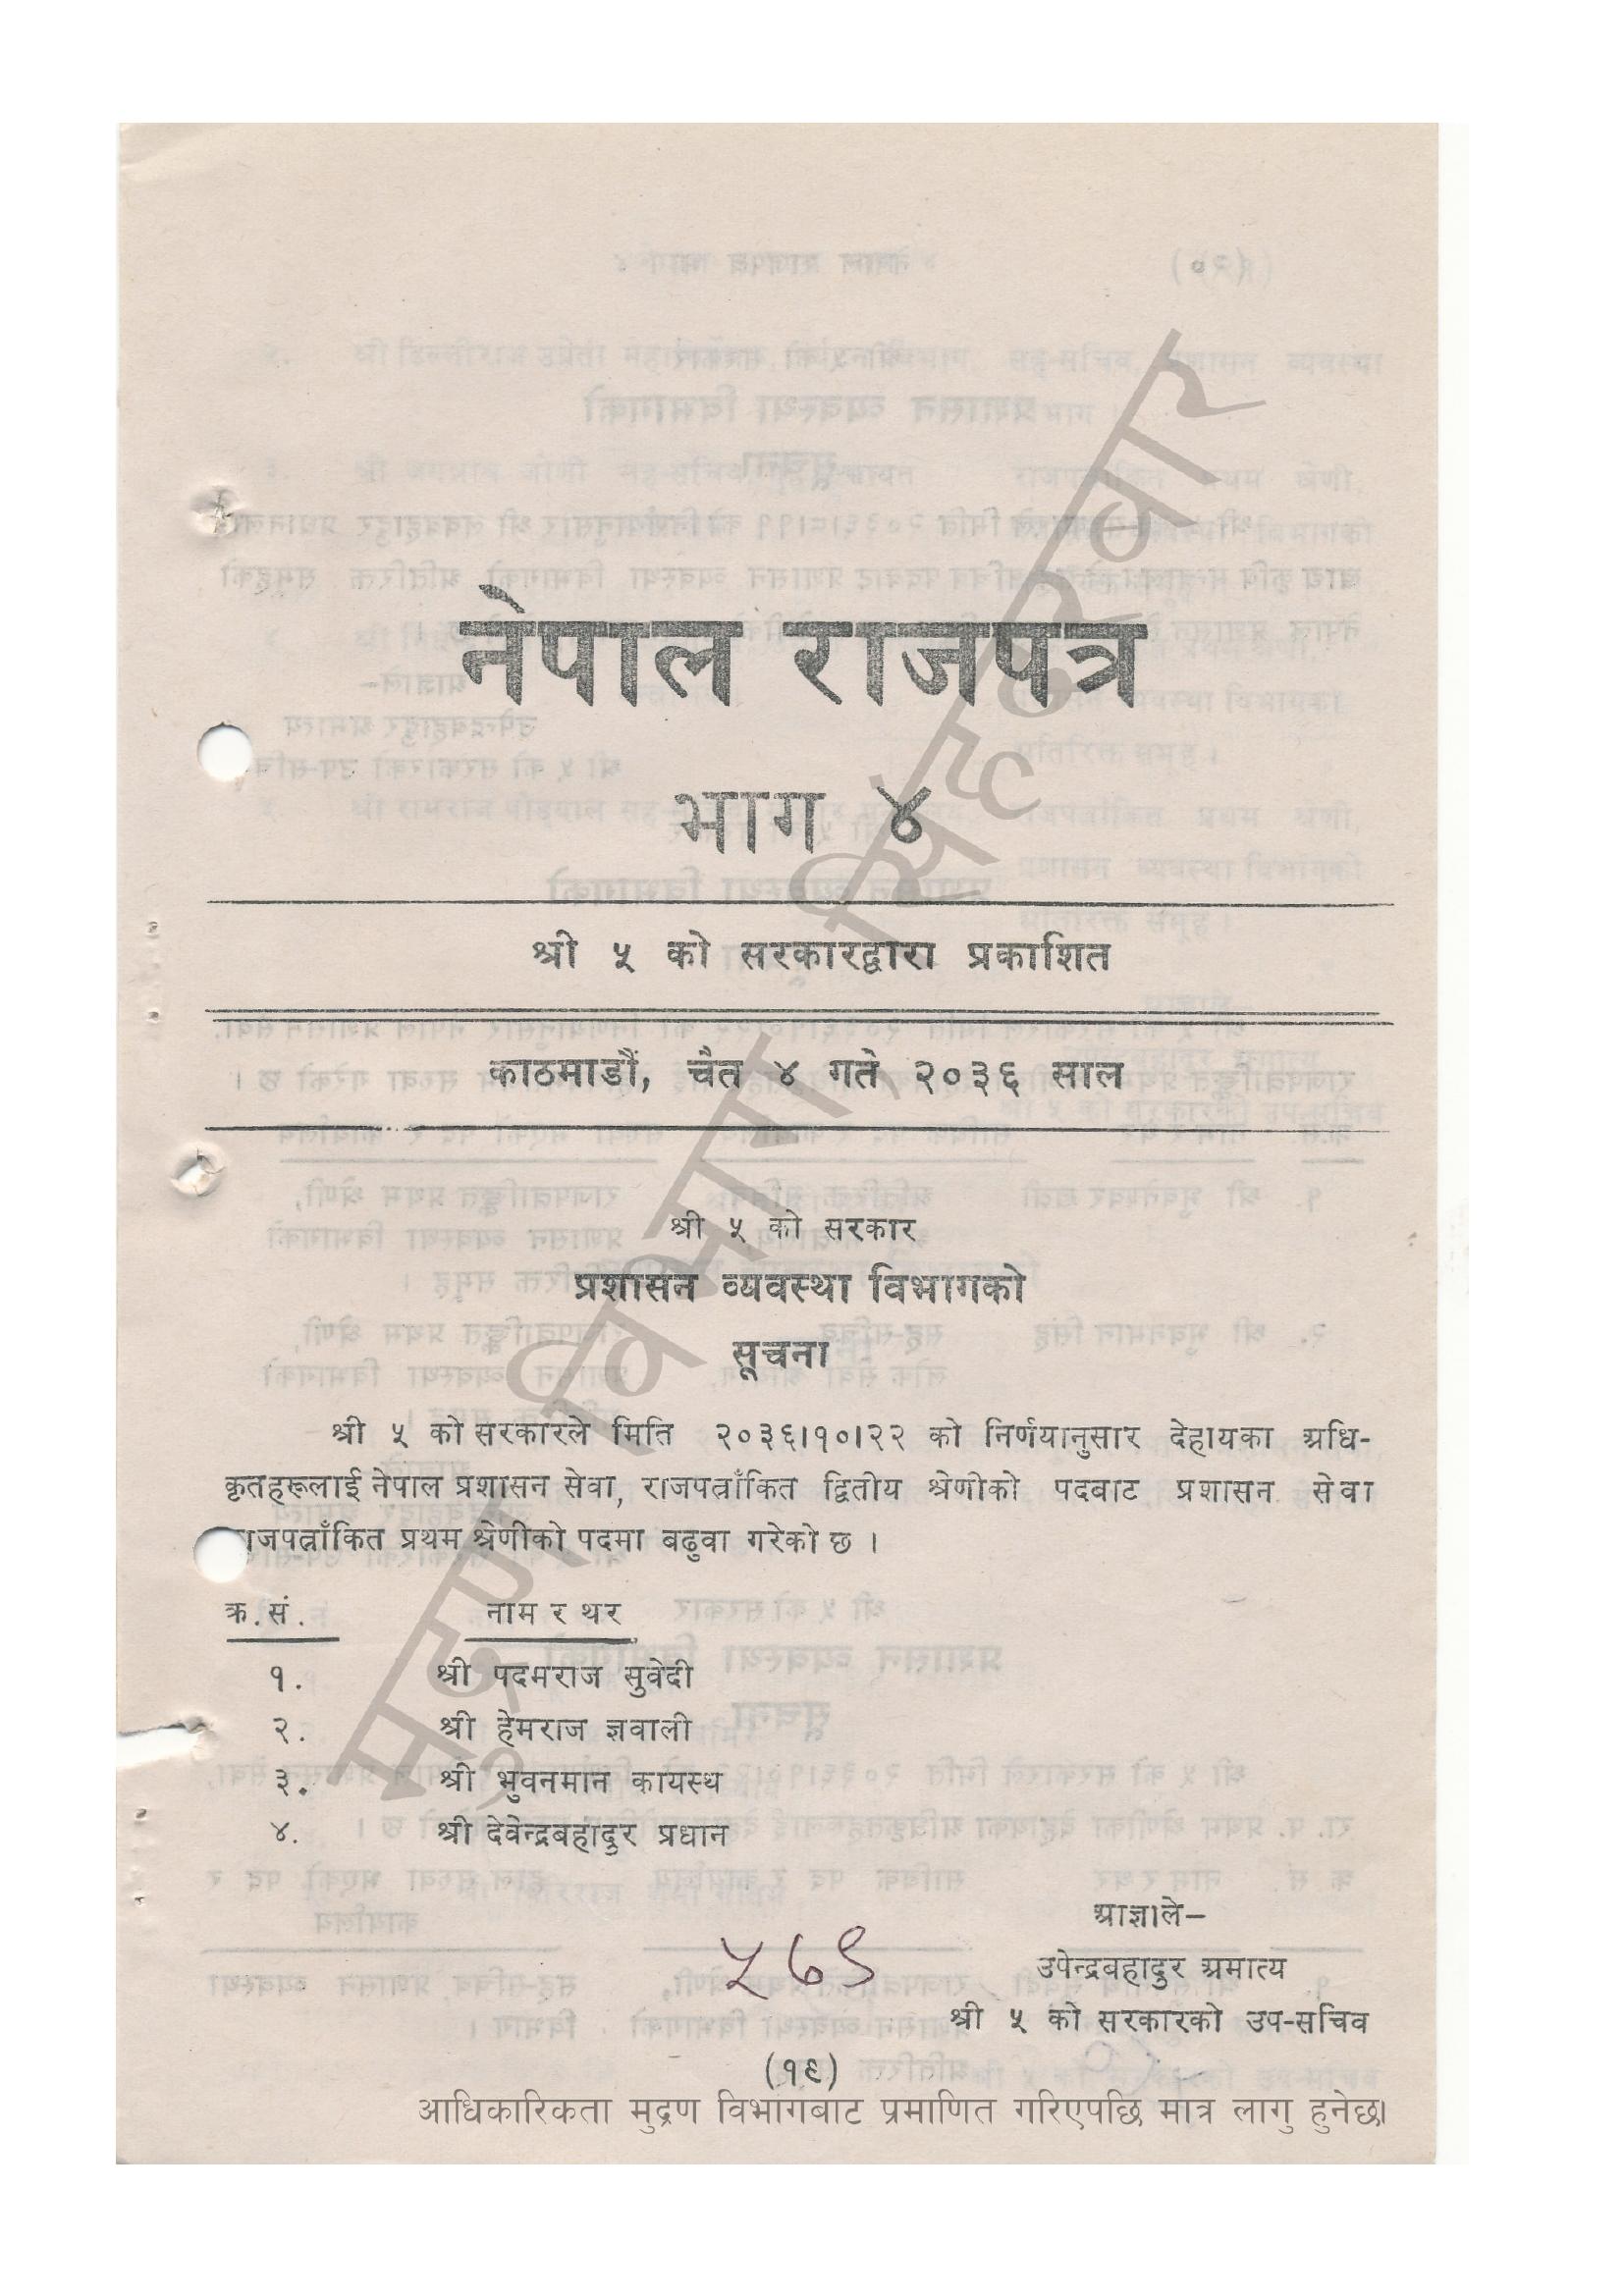 नेपाल राजपत्र
भाग ४
श्री ५ को सरकारद्वारा प्रकाशित
काठमाडौं, चैत ४ गते २०३६ साल
श्री ५ को सरकार
प्रशासन व्यवस्था विभागको
सूचना
श्री ५ को सरकारले मिति २०३६।१०।२२ को निर्णयानुसार देहायका अधि-
कृतहरूलाई नेपाल प्रशासन सेवा, राजपत्राँकित द्वितीय श्रेणीको पदबाट प्रशासन सेवा
ाजपत्राँकित प्रथम श्रेणीको पदमा बढुवा गरेको छ ।
क्र.सं. नाम र थर
१. श्री पदमराज सुवेदी
२. श्री हेमराज ज्ञवाली
३. श्री भुवनमान कायस्थ
४. श्री देवेन्द्रबहादुर प्रधान
आज्ञाले–
५७९
उपेन्द्रबहादुर अमात्य
श्री ५ को सरकारको उप-सचिव
(१९)
आधिकारिकता मुद्रण विभागबाट प्रमाणित गरिएपछि मात्र लागु हुनेछ।
मुद्रण विभाग, सिंहदरबार